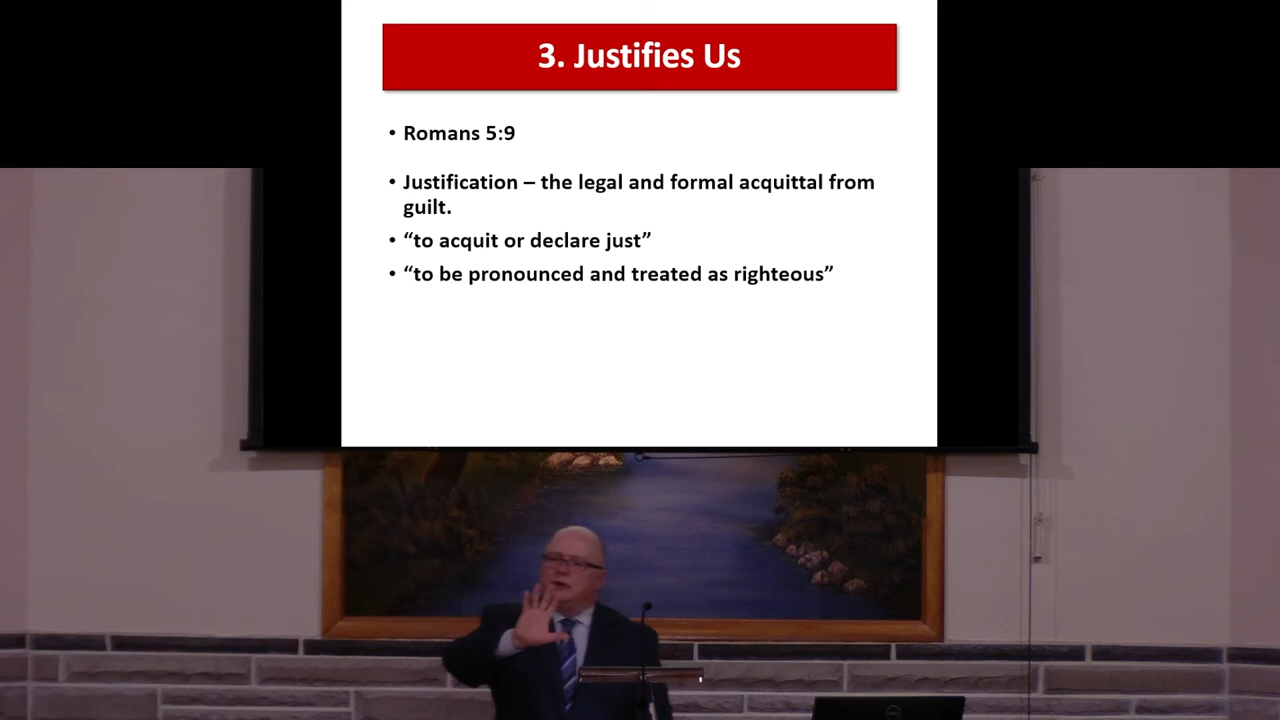 3. Justifies Us
• Romans 5:9
• Justification – the legal and formal acquittal from
guilt.
• “to acquit or declare just”
• “to be pronounced and treated as righteous”
DELL